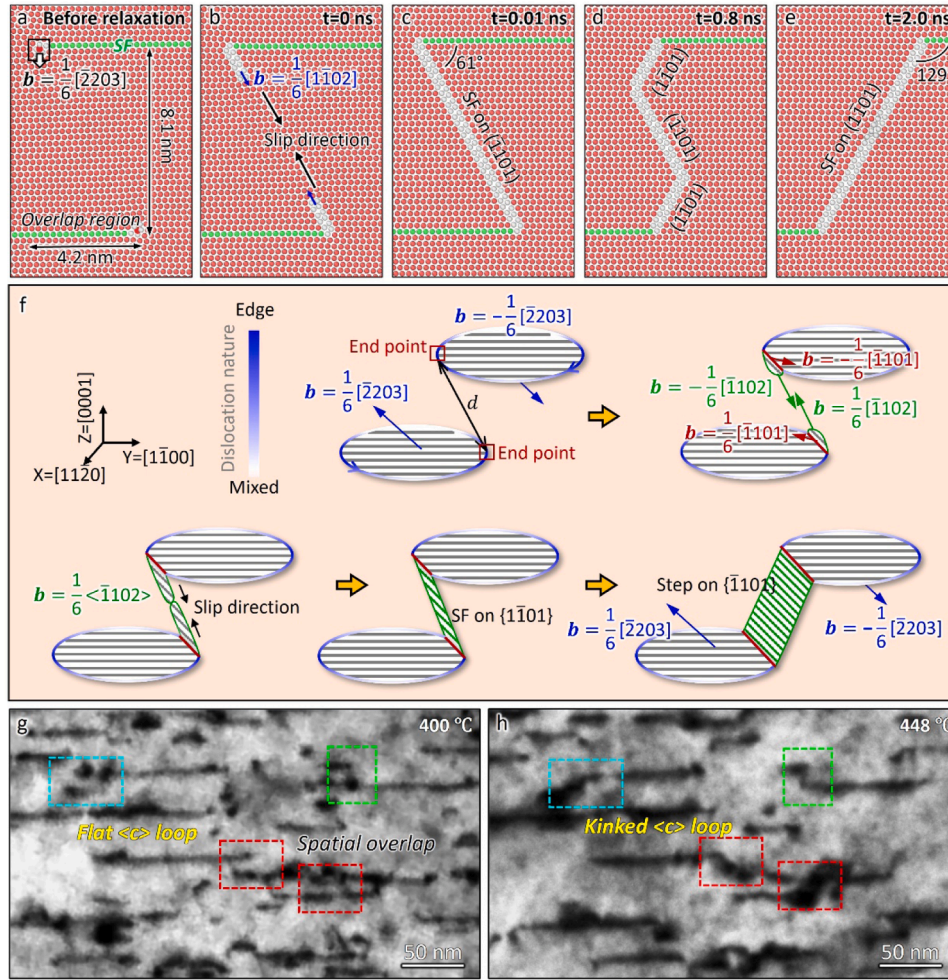 a Before relaxation
SF
b = 1/6 [2̄203]
8.1 nm
Overlap region
4.2 nm
b t=0 ns
b = 1/6 [11̄02]
Slip direction
c t=0.01 ns
61°
SF on (1̄101)
d t=0.8 ns
(11̄01)
(1̄101)
(11̄01)
e t=2.0 ns
129
SF on (11̄01)
f
Edge
Dislocation nature
Mixed
Z=[0001]
Y=[11̄00]
X=[112̄0]
b = −1/6 [2̄203]
End point
b = 1/6 [2̄203]
d
End point
b = −1/6 [1̄101]
b = −1/6 [1̄102]
b = 1/6 [1̄102]
b = 1/6 [1̄101]
b = 1/6 <1̄102>
Slip direction
SF on {11̄01}
Step on {1̄101}
b = 1/6 [2̄203]
b = −1/6 [2̄203]
g 400 °C
Flat <c> loop
Spatial overlap
50 nm
h 448 °C
Kinked <c> loop
50 nm